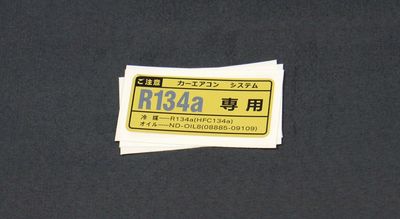 ご注意 カーエアコン システム
R134a 専用
冷 媒──R134a(HFC134a)
オイル──ND-OIL8(08885-09109)